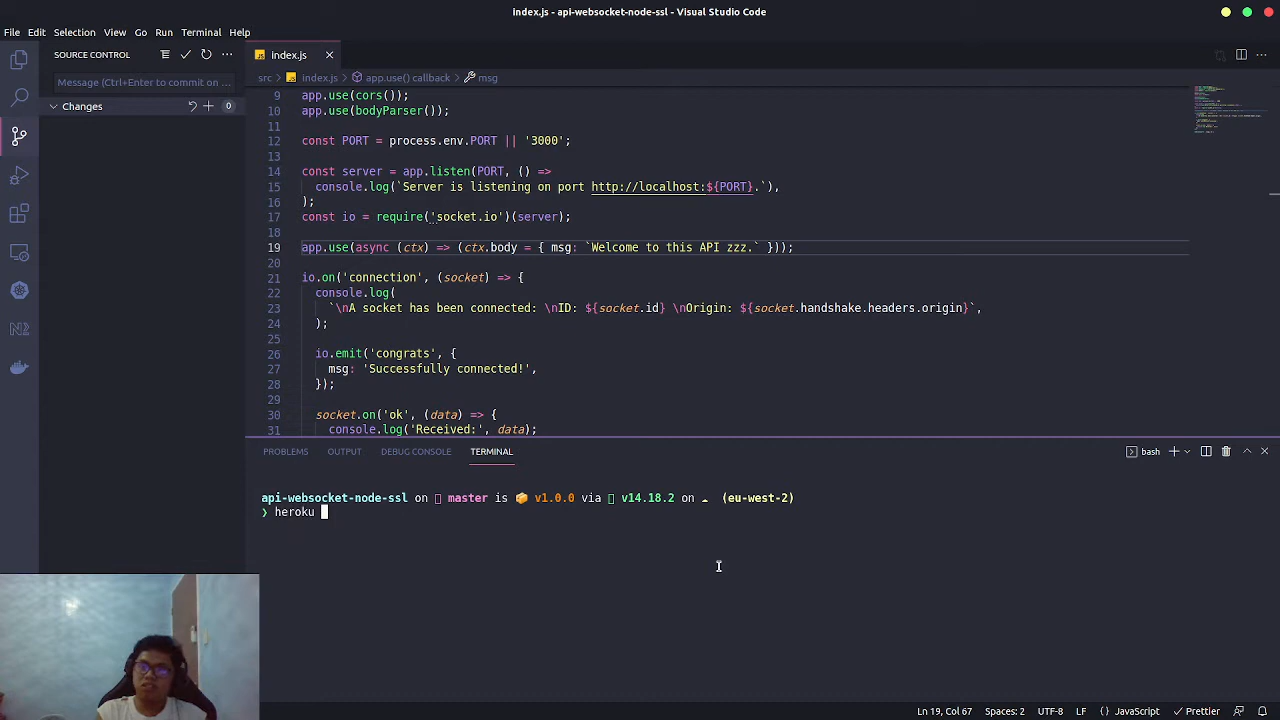 index.js - api-websocket-node-ssl - Visual Studio Code
File Edit Selection View Go Run Terminal Help
SOURCE CONTROL
Message (Ctrl+Enter to commit on ...
Changes 0
index.js
src index.js app.use() callback msg
9 app.use(cors());
10 app.use(bodyParser());
11
12 const PORT = process.env.PORT || '3000';
13
14 const server = app.listen(PORT, () =>
15 console.log(`Server is listening on port http://localhost:${PORT}.`),
16 );
17 const io = require('socket.io')(server);
18
19 app.use(async (ctx) => (ctx.body = { msg: `Welcome to this API zzz.` }));
20
21 io.on('connection', (socket) => {
22 console.log(
23 `\nA socket has been connected: \nID: ${socket.id} \nOrigin: ${socket.handshake.headers.origin}`,
24 );
25
26 io.emit('congrats', {
27 msg: 'Successfully connected!',
28 });
29
30 socket.on('ok', (data) => {
31 console.log('Received:', data);
PROBLEMS OUTPUT DEBUG CONSOLE TERMINAL
bash
api-websocket-node-ssl on master is v1.0.0 via v14.18.2 on (eu-west-2)
❯ heroku
Ln 19, Col 67 Spaces: 2 UTF-8 LF JavaScript Prettier